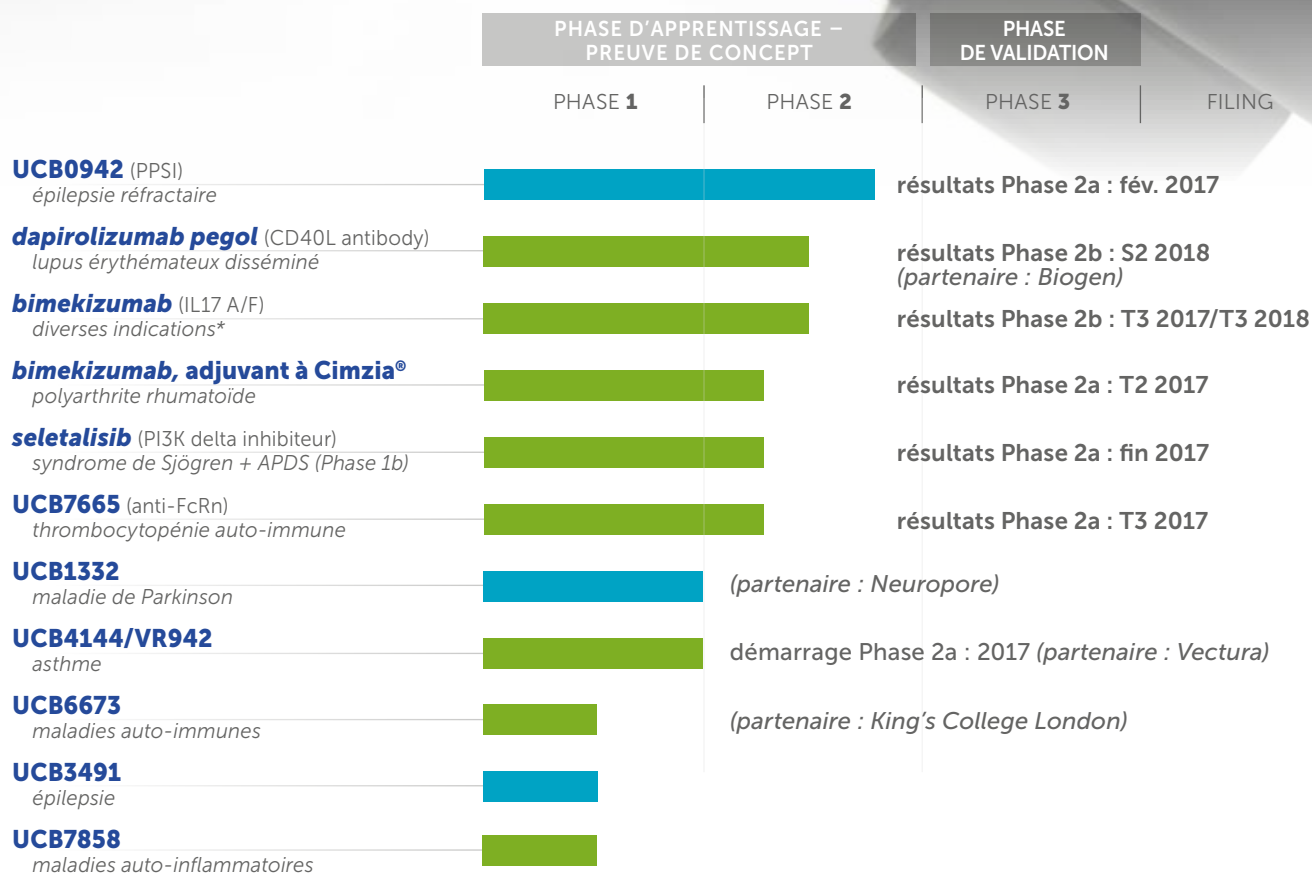 PHASE D'APPRENTISSAGE –
PREUVE DE CONCEPT
PHASE
DE VALIDATION
PHASE 1
PHASE 2
PHASE 3
FILING
UCB0942 (PPSI)
épilepsie réfractaire
résultats Phase 2a : fév. 2017
dapirolizumab pegol (CD40L antibody)
lupus érythémateux disséminé
résultats Phase 2b : S2 2018
(partenaire : Biogen)
bimekizumab (IL17 A/F)
diverses indications*
résultats Phase 2b : T3 2017/T3 2018
bimekizumab, adjuvant à Cimzia®
polyarthrite rhumatoïde
résultats Phase 2a : T2 2017
seletalisib (PI3K delta inhibiteur)
syndrome de Sjögren + APDS (Phase 1b)
résultats Phase 2a : fin 2017
UCB7665 (anti-FcRn)
thrombocytopénie auto-immune
résultats Phase 2a : T3 2017
UCB1332
maladie de Parkinson
(partenaire : Neuropore)
UCB4144/VR942
asthme
démarrage Phase 2a : 2017 (partenaire : Vectura)
UCB6673
maladies auto-immunes
(partenaire : King's College London)
UCB3491
épilepsie
UCB7858
maladies auto-inflammatoires